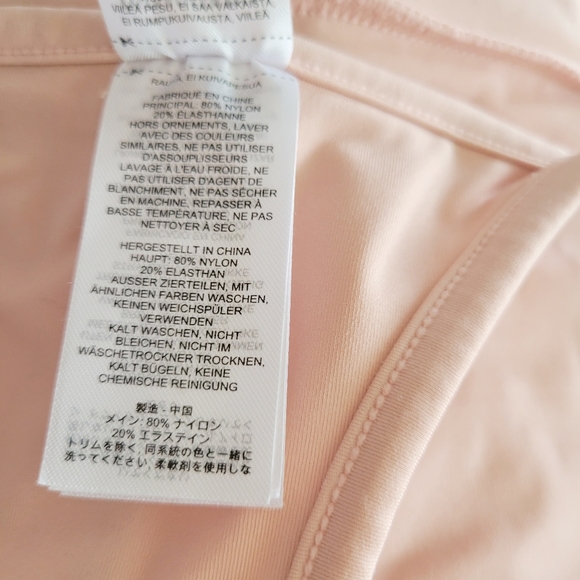 VIILEÄ PESU, EI SAA VALKAISTA
EI RUMPUKUIVAUSTA, VIILEÄ
EI KUIVAPESUA
FABRIQUÉ EN CHINE
PRINCIPAL: 80% NYLON
20% ÉLASTHANNE
HORS ORNEMENTS, LAVER
AVEC DES COULEURS
SIMILAIRES, NE PAS UTILISER
D'ASSOUPLISSEURS
LAVAGE À L'EAU FROIDE, NE
PAS UTILISER D'AGENT DE
BLANCHIMENT, NE PAS SÉCHER
EN MACHINE, REPASSER À
BASSE TEMPÉRATURE, NE PAS
NETTOYER À SEC
HERGESTELLT IN CHINA
HAUPT: 80% NYLON
20% ELASTHAN
AUSSER ZIERTEILEN, MIT
ÄHNLICHEN FARBEN WASCHEN,
KEINEN WEICHSPÜLER
VERWENDEN
KALT WASCHEN, NICHT
BLEICHEN, NICHT IM
WÄSCHETROCKNER TROCKNEN,
KALT BÜGELN, KEINE
CHEMISCHE REINIGUNG
製造 - 中国
メイン: 80% ナイロン
20% エラステイン
トリムを除く, 同系統の色と一緒に
洗ってください, 柔軟剤を使用しな